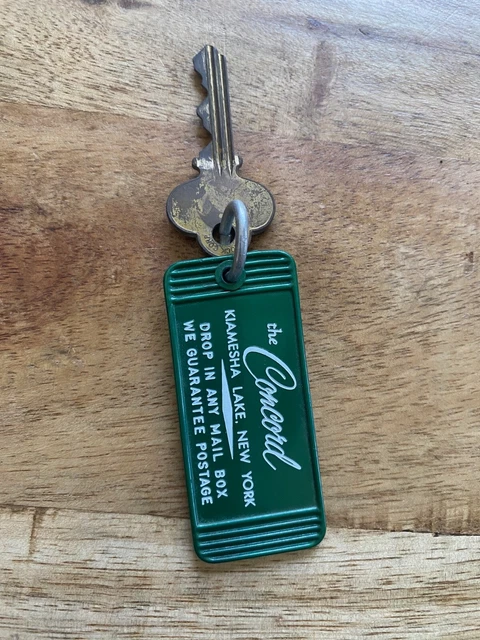 the
Concord
KIAMESHA LAKE, NEW YORK
DROP IN ANY MAIL BOX
WE GUARANTEE POSTAGE